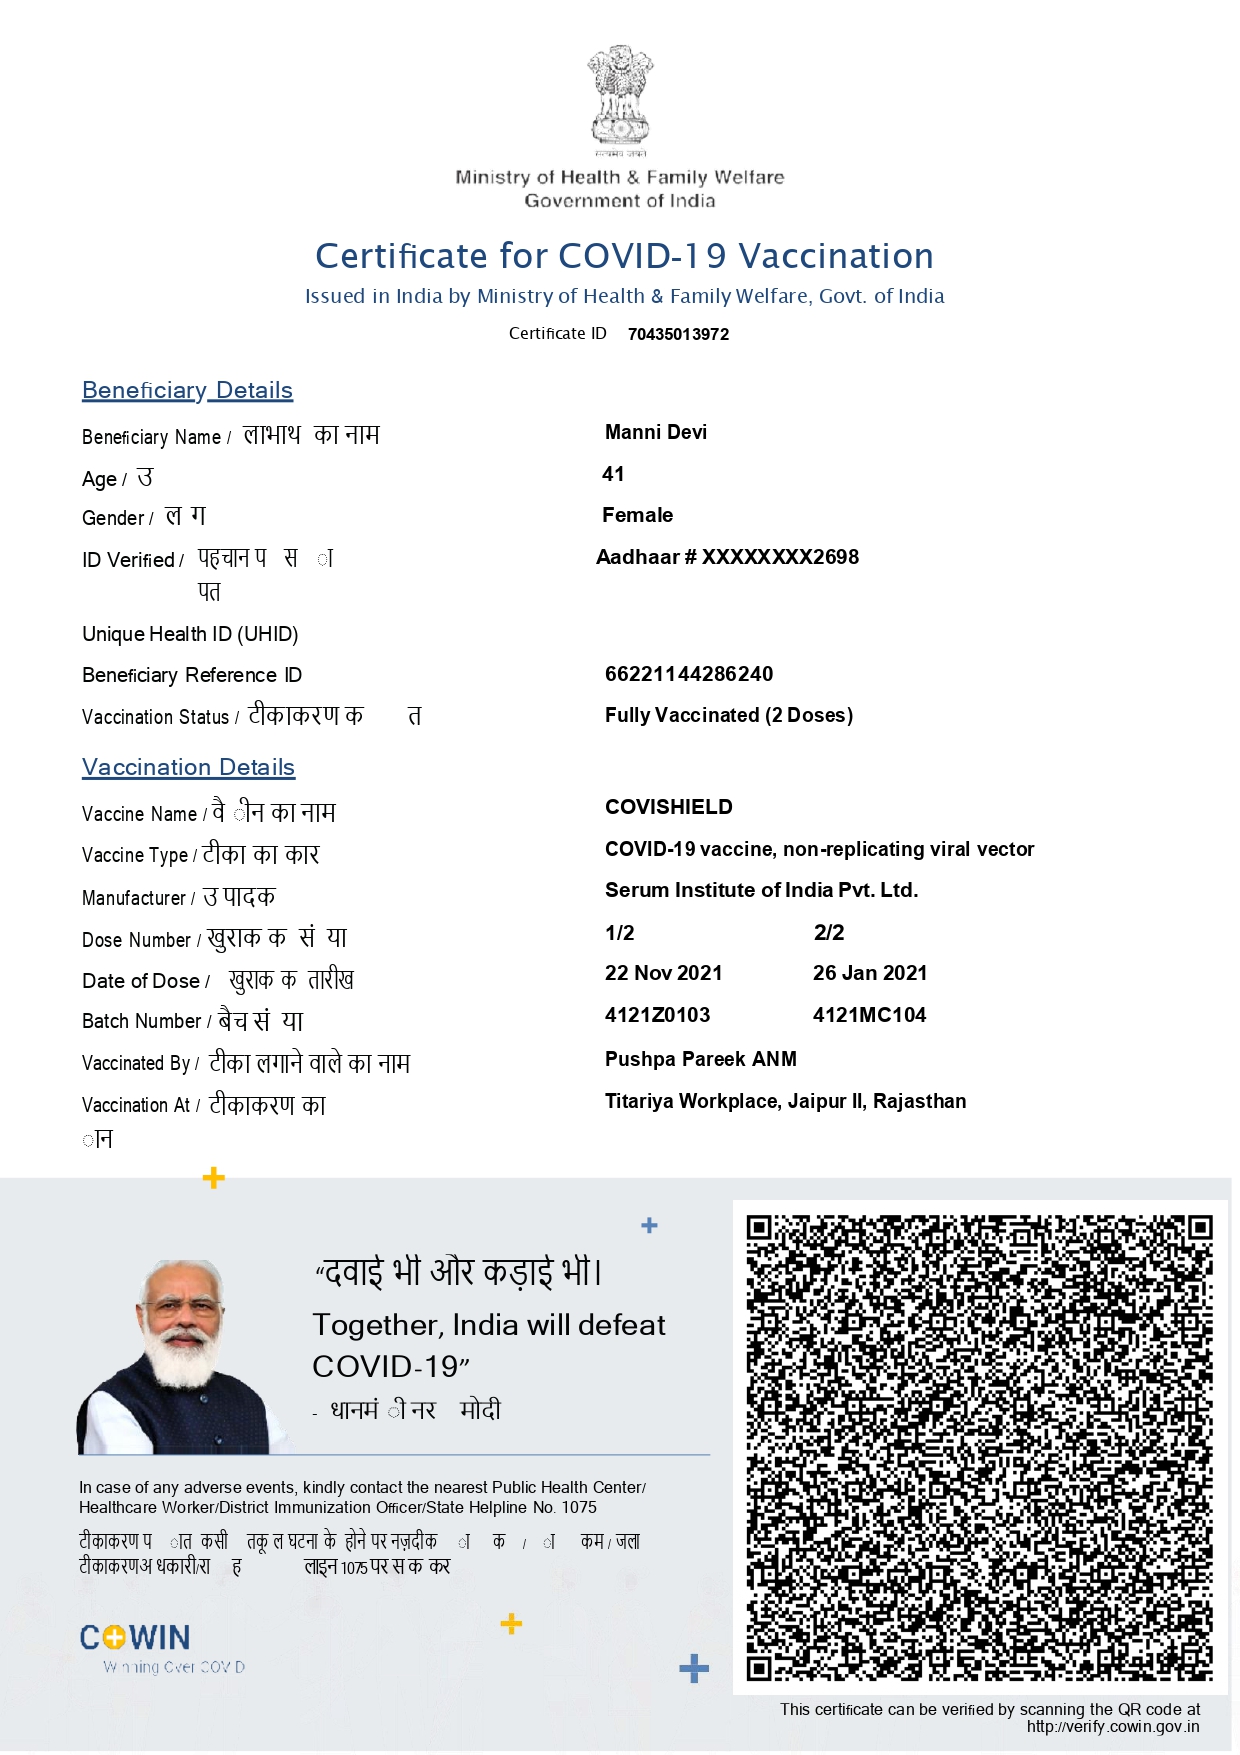 सत्यमेव जयते
Ministry of Health & Family Welfare
Government of India
Certificate for COVID-19 Vaccination
Issued in India by Ministry of Health & Family Welfare, Govt. of India
Certificate ID 70435013972
Beneficiary Details
Beneficiary Name / लाभाथ का नाम Manni Devi
Age / उ 41
Gender / ल ग Female
ID Verified / पहचान प स ा Aadhaar # XXXXXXXX2698
पत
Unique Health ID (UHID)
Beneficiary Reference ID 66221144286240
Vaccination Status / टीकाकरण क त Fully Vaccinated (2 Doses)
Vaccination Details
Vaccine Name / वै ीन का नाम COVISHIELD
Vaccine Type / टीका का कार COVID-19 vaccine, non-replicating viral vector
Manufacturer / उ पादक Serum Institute of India Pvt. Ltd.
Dose Number / खुराक क सं या 1/2 2/2
Date of Dose / खुराक क तारीख 22 Nov 2021 26 Jan 2021
Batch Number / बैच सं या 4121Z0103 4121MC104
Vaccinated By / टीका लगाने वाले का नाम Pushpa Pareek ANM
Vaccination At / टीकाकरण का Titariya Workplace, Jaipur II, Rajasthan
ान
“दवाई भी और कड़ाई भी।
Together, India will defeat
COVID-19”
- धानमं ी नर मोदी
In case of any adverse events, kindly contact the nearest Public Health Center/
Healthcare Worker/District Immunization Officer/State Helpline No. 1075
टीकाकरण प ात कसी तकू ल घटना के होने पर नज़दीक ा क / ा कम / जला
टीकाकरणअ धकारी/रा ह लाइन 1075 पर स क कर
COWIN
Winning Over COVID
This certificate can be verified by scanning the QR code at
http://verify.cowin.gov.in